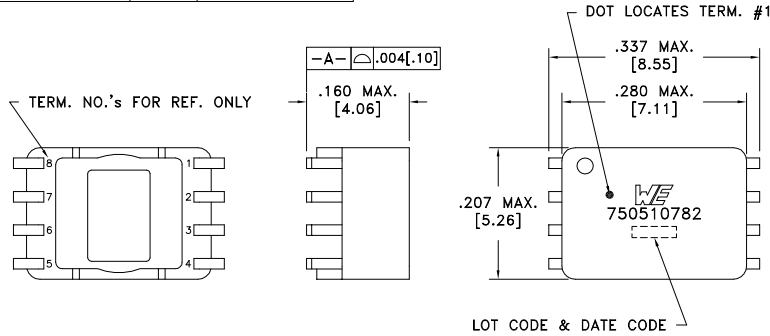 DOT LOCATES TERM. #1
-A- ⌓ .004[.10]
.337 MAX.
[8.55]
TERM. NO.'s FOR REF. ONLY
.160 MAX.
[4.06]
.280 MAX.
[7.11]
8 1
7 2
6 3
5 4
.207 MAX.
[5.26]
WE
750510782
LOT CODE & DATE CODE